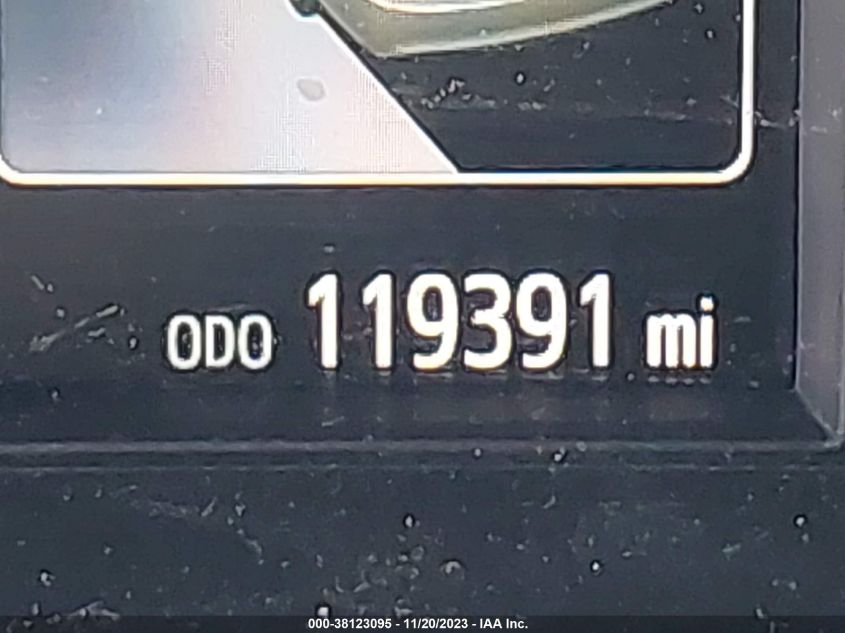 ODO 119391 mi
000-38123095 - 11/20/2023 - IAA Inc.